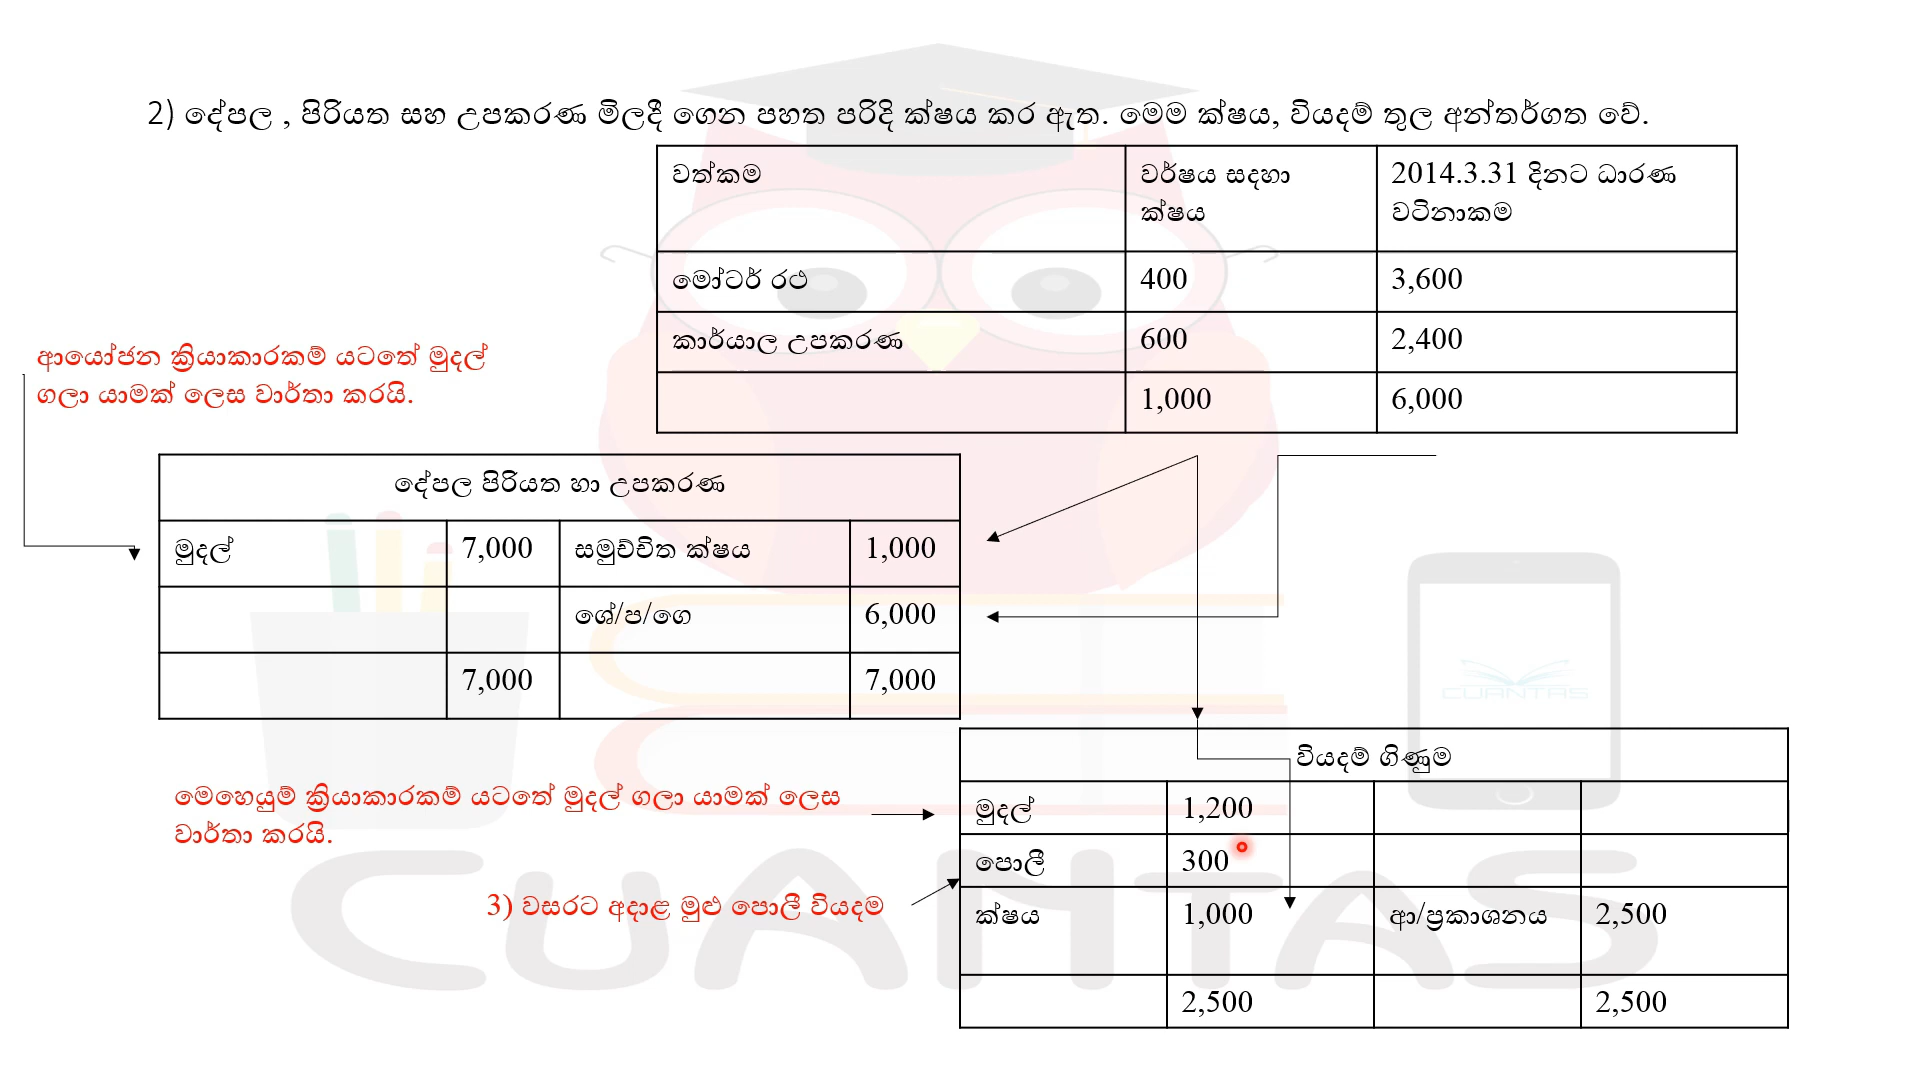 2) දේපල , පිරියත සහ උපකරණ මිලදී ගෙන පහත පරිදි ක්ෂය කර ඇත. මෙම ක්ෂය, වියදම් තුල අන්තර්ගත වේ.
වත්කම වර්ෂය සදහා 2014.3.31 දිනට ධාරණ
ක්ෂය වටිනාකම
මෝටර් රථ 400 3,600
කාර්යාල උපකරණ 600 2,400
1,000 6,000
ආයෝජන ක්‍රියාකාරකම් යටතේ මුදල්
ගලා යාමක් ලෙස වාර්තා කරයි.
දේපල පිරියත හා උපකරණ
මුදල් 7,000 සමුච්චිත ක්ෂය 1,000
ශේ/ප/ගෙ 6,000
7,000 7,000
මෙහෙයුම් ක්‍රියාකාරකම් යටතේ මුදල් ගලා යාමක් ලෙස
වාර්තා කරයි.
3) වසරට අදාළ මුළු පොලී වියදම
වියදම් ගිණුම
මුදල් 1,200
පොලී 300
ක්ෂය 1,000 ආ/ප්‍රකාශනය 2,500
2,500 2,500
CUANTAS
CUANTAS